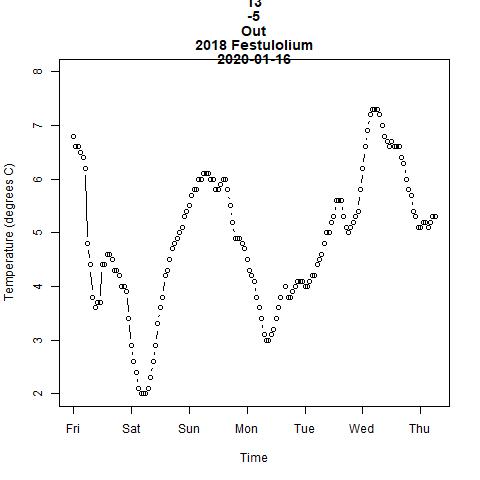 13
-5
Out
2018 Festulolium
2020-01-16
Temperature (degrees C)
8
7
6
5
4
3
2
Fri Sat Sun Mon Tue Wed Thu
Time